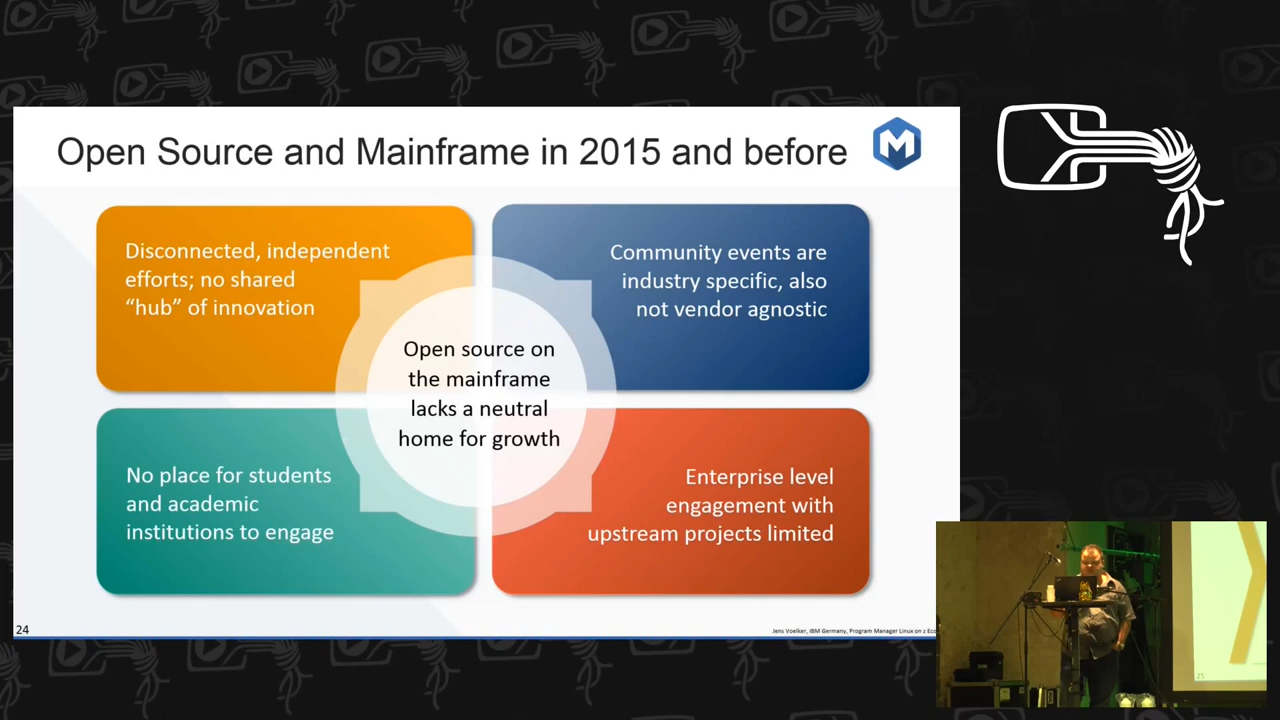 Open Source and Mainframe in 2015 and before
M
Disconnected, independent
efforts; no shared
“hub” of innovation
Community events are
industry specific, also
not vendor agnostic
Open source on
the mainframe
lacks a neutral
home for growth
No place for students
and academic
institutions to engage
Enterprise level
engagement with
upstream projects limited
24
Jens Voelker, IBM Germany, Program Manager Linux on z Eco
25